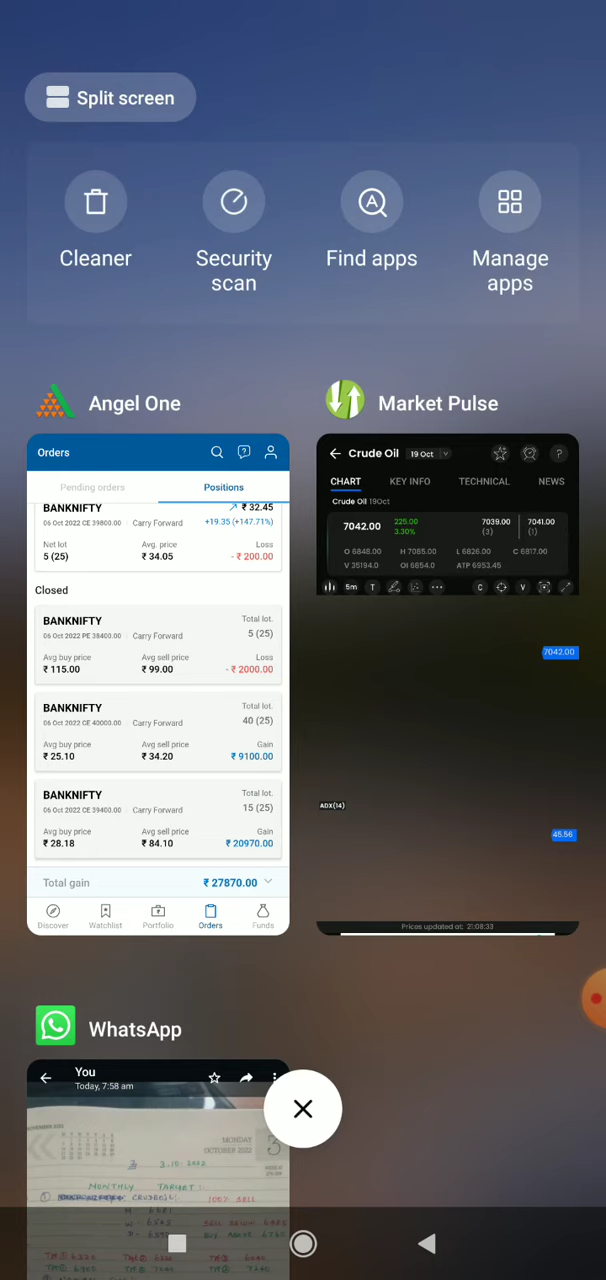 Split screen
Cleaner
Security scan
Find apps
Manage apps
Angel One
Orders
Pending orders
Positions
BANKNIFTY
₹ 32.45
06 Oct 2022 CE 39800.00 Carry Forward
+19.35 (+147.71%)
Net lot Avg. price Loss
5 (25) ₹ 34.05 - ₹ 200.00
Closed
BANKNIFTY Total lot.
06 Oct 2022 PE 38400.00 Carry Forward 5 (25)
Avg buy price Avg sell price Loss
₹ 115.00 ₹ 99.00 - ₹ 2000.00
BANKNIFTY Total lot.
06 Oct 2022 CE 40000.00 Carry Forward 40 (25)
Avg buy price Avg sell price Gain
₹ 25.10 ₹ 34.20 ₹ 9100.00
BANKNIFTY Total lot.
06 Oct 2022 CE 39400.00 Carry Forward 15 (25)
Avg buy price Avg sell price Gain
₹ 28.18 ₹ 84.10 ₹ 20970.00
Total gain ₹ 27870.00
Discover Watchlist Portfolio Orders Funds
Market Pulse
Crude Oil 19 Oct ?
CHART KEY INFO TECHNICAL NEWS
Crude Oil 19Oct
7042.00 225.00 3.30% 7039.00 (3) 7041.00 (1)
O 6848.00 H 7085.00 L 6826.00 C 6817.00
V 35194.0 OI 6854.0 ATP 6953.45
5m T C V
7042.00
ADX(14)
45.56
Prices updated at: 21:08:33
WhatsApp
You
Today, 7:58 am
MONDAY
OCTOBER 2022 3
3.10.2022
MONTHLY TARGET:
CRUDEOIL: 100% SELL